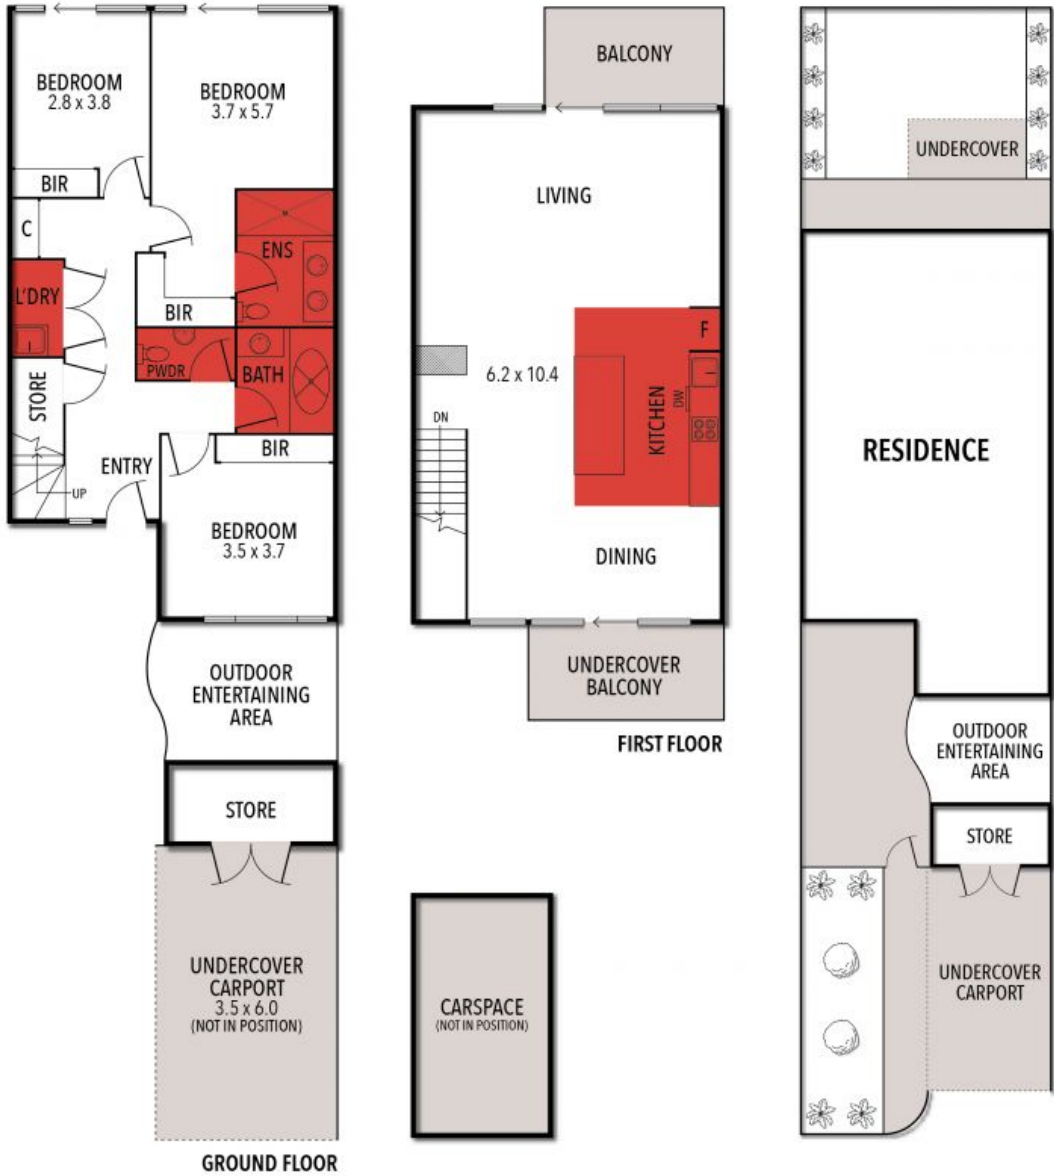 BEDROOM
2.8 x 3.8
BEDROOM
3.7 x 5.7
BIR
C
ENS
L'DRY
BIR
PWDR
BATH
STORE
BIR
ENTRY
UP
BEDROOM
3.5 x 3.7
OUTDOOR
ENTERTAINING
AREA
STORE
UNDERCOVER
CARPORT
3.5 x 6.0
(NOT IN POSITION)
GROUND FLOOR
BALCONY
LIVING
F
6.2 x 10.4
KITCHEN
DW
DN
DINING
UNDERCOVER
BALCONY
FIRST FLOOR
CARSPACE
(NOT IN POSITION)
UNDERCOVER
RESIDENCE
OUTDOOR
ENTERTAINING
AREA
STORE
UNDERCOVER
CARPORT